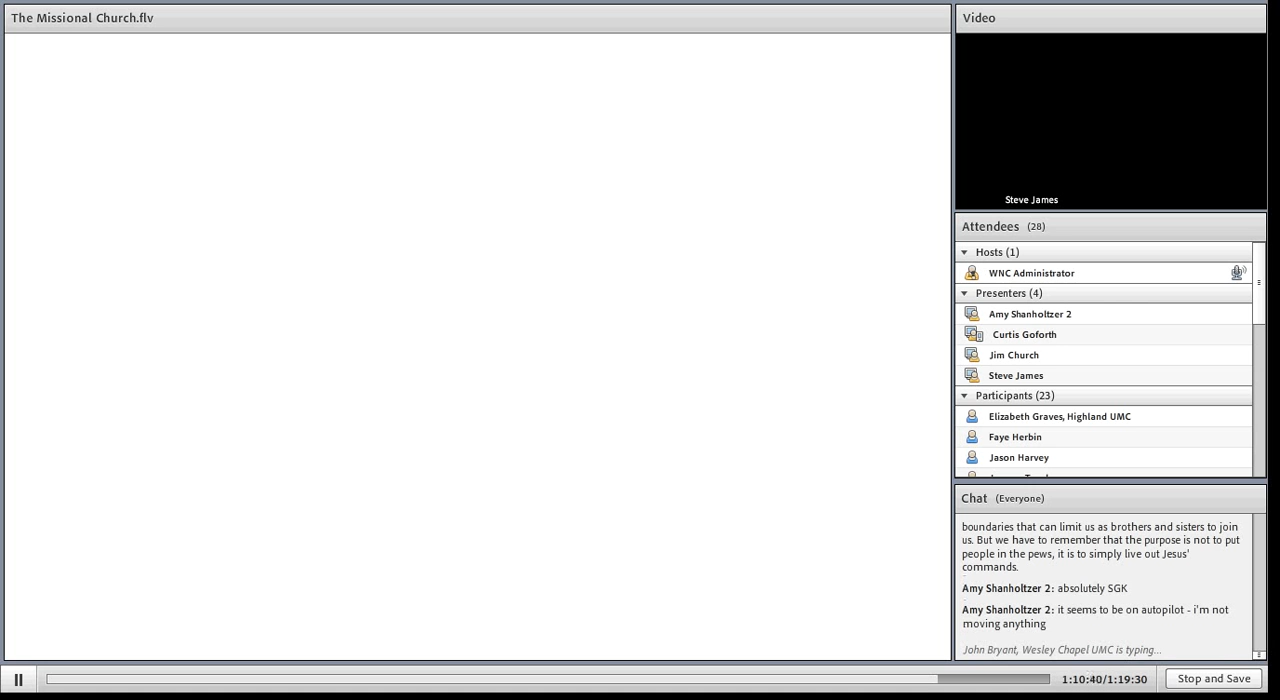 The Missional Church.flv
Video
Steve James
Attendees (28)
Hosts (1)
WNC Administrator
Presenters (4)
Amy Shanholtzer 2
Curtis Goforth
Jim Church
Steve James
Participants (23)
Elizabeth Graves, Highland UMC
Faye Herbin
Jason Harvey
Chat (Everyone)
boundaries that can limit us as brothers and sisters to join
us. But we have to remember that the purpose is not to put
people in the pews, it is to simply live out Jesus'
commands.
Amy Shanholtzer 2: absolutely SGK
Amy Shanholtzer 2: it seems to be on autopilot - i'm not
moving anything
John Bryant, Wesley Chapel UMC is typing...
1:10:40/1:19:30
Stop and Save